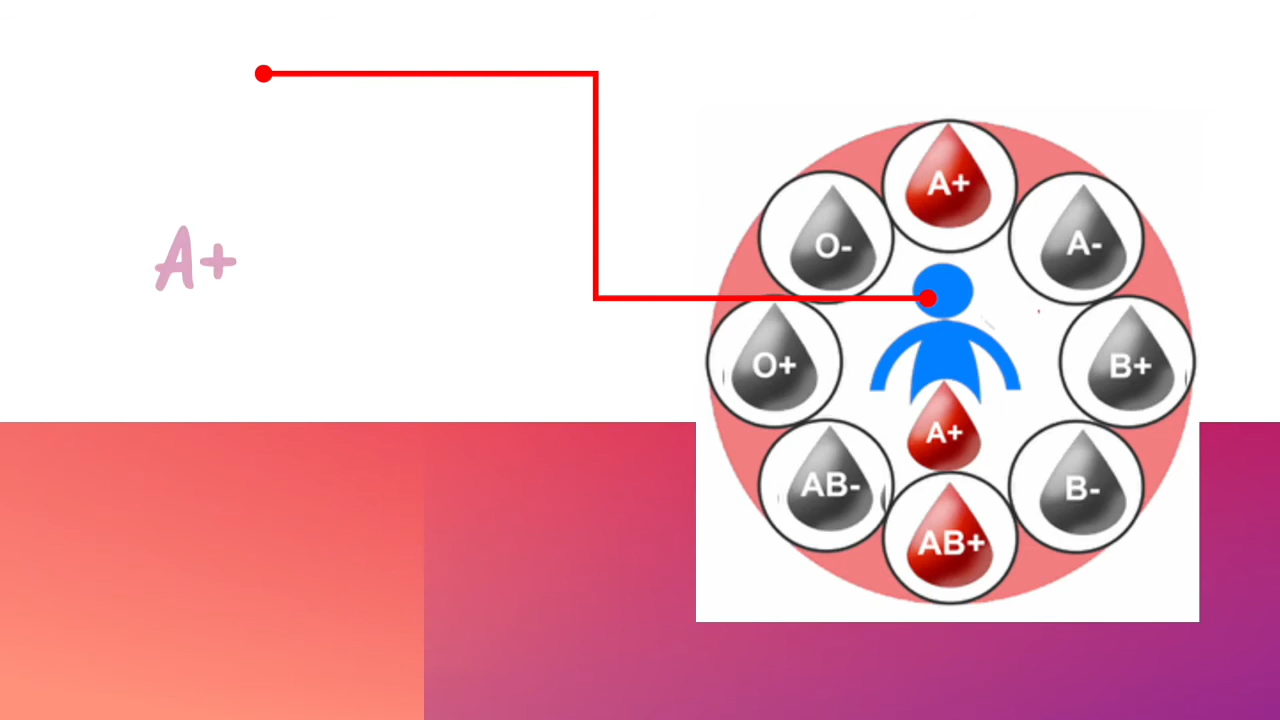 A+
A+
O-
A-
O+
B+
A+
AB-
B-
AB+